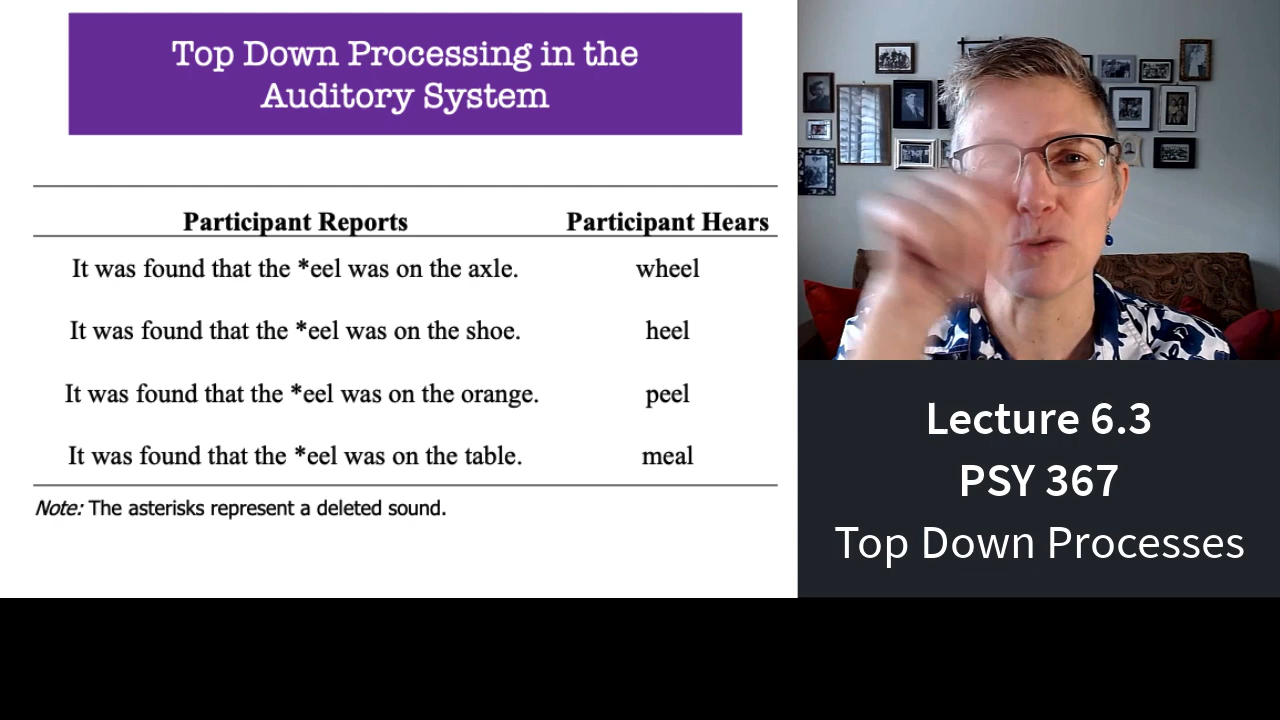 Top Down Processing in the
Auditory System
Participant Reports Participant Hears
It was found that the *eel was on the axle. wheel
It was found that the *eel was on the shoe. heel
It was found that the *eel was on the orange. peel
It was found that the *eel was on the table. meal
Note: The asterisks represent a deleted sound.
Lecture 6.3
PSY 367
Top Down Processes